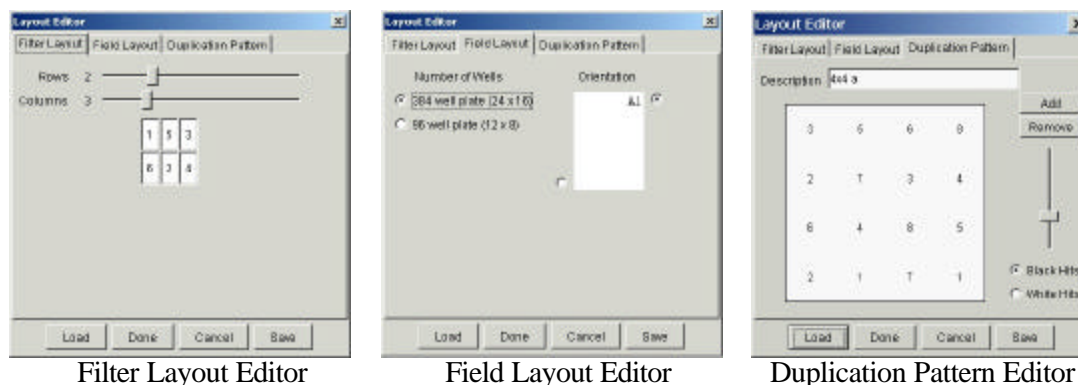 Layout Editor
Filter Layout Field Layout Duplication Pattern
Rows 2
Columns 3
1 5 3
6 2 4
Load Done Cancel Save
Filter Layout Editor
Layout Editor
Filter Layout Field Layout Duplication Pattern
Number of Wells Orientation
384 well plate (24 x 16) A1
96 well plate (12 x 8)
Load Done Cancel Save
Field Layout Editor
Layout Editor
Filter Layout Field Layout Duplication Pattern
Description 4x4 a
Add
Remove
3 5 6 8
2 7 3 4
6 4 8 5
2 1 7 1
Black Hits
White Hits
Load Done Cancel Save
Duplication Pattern Editor